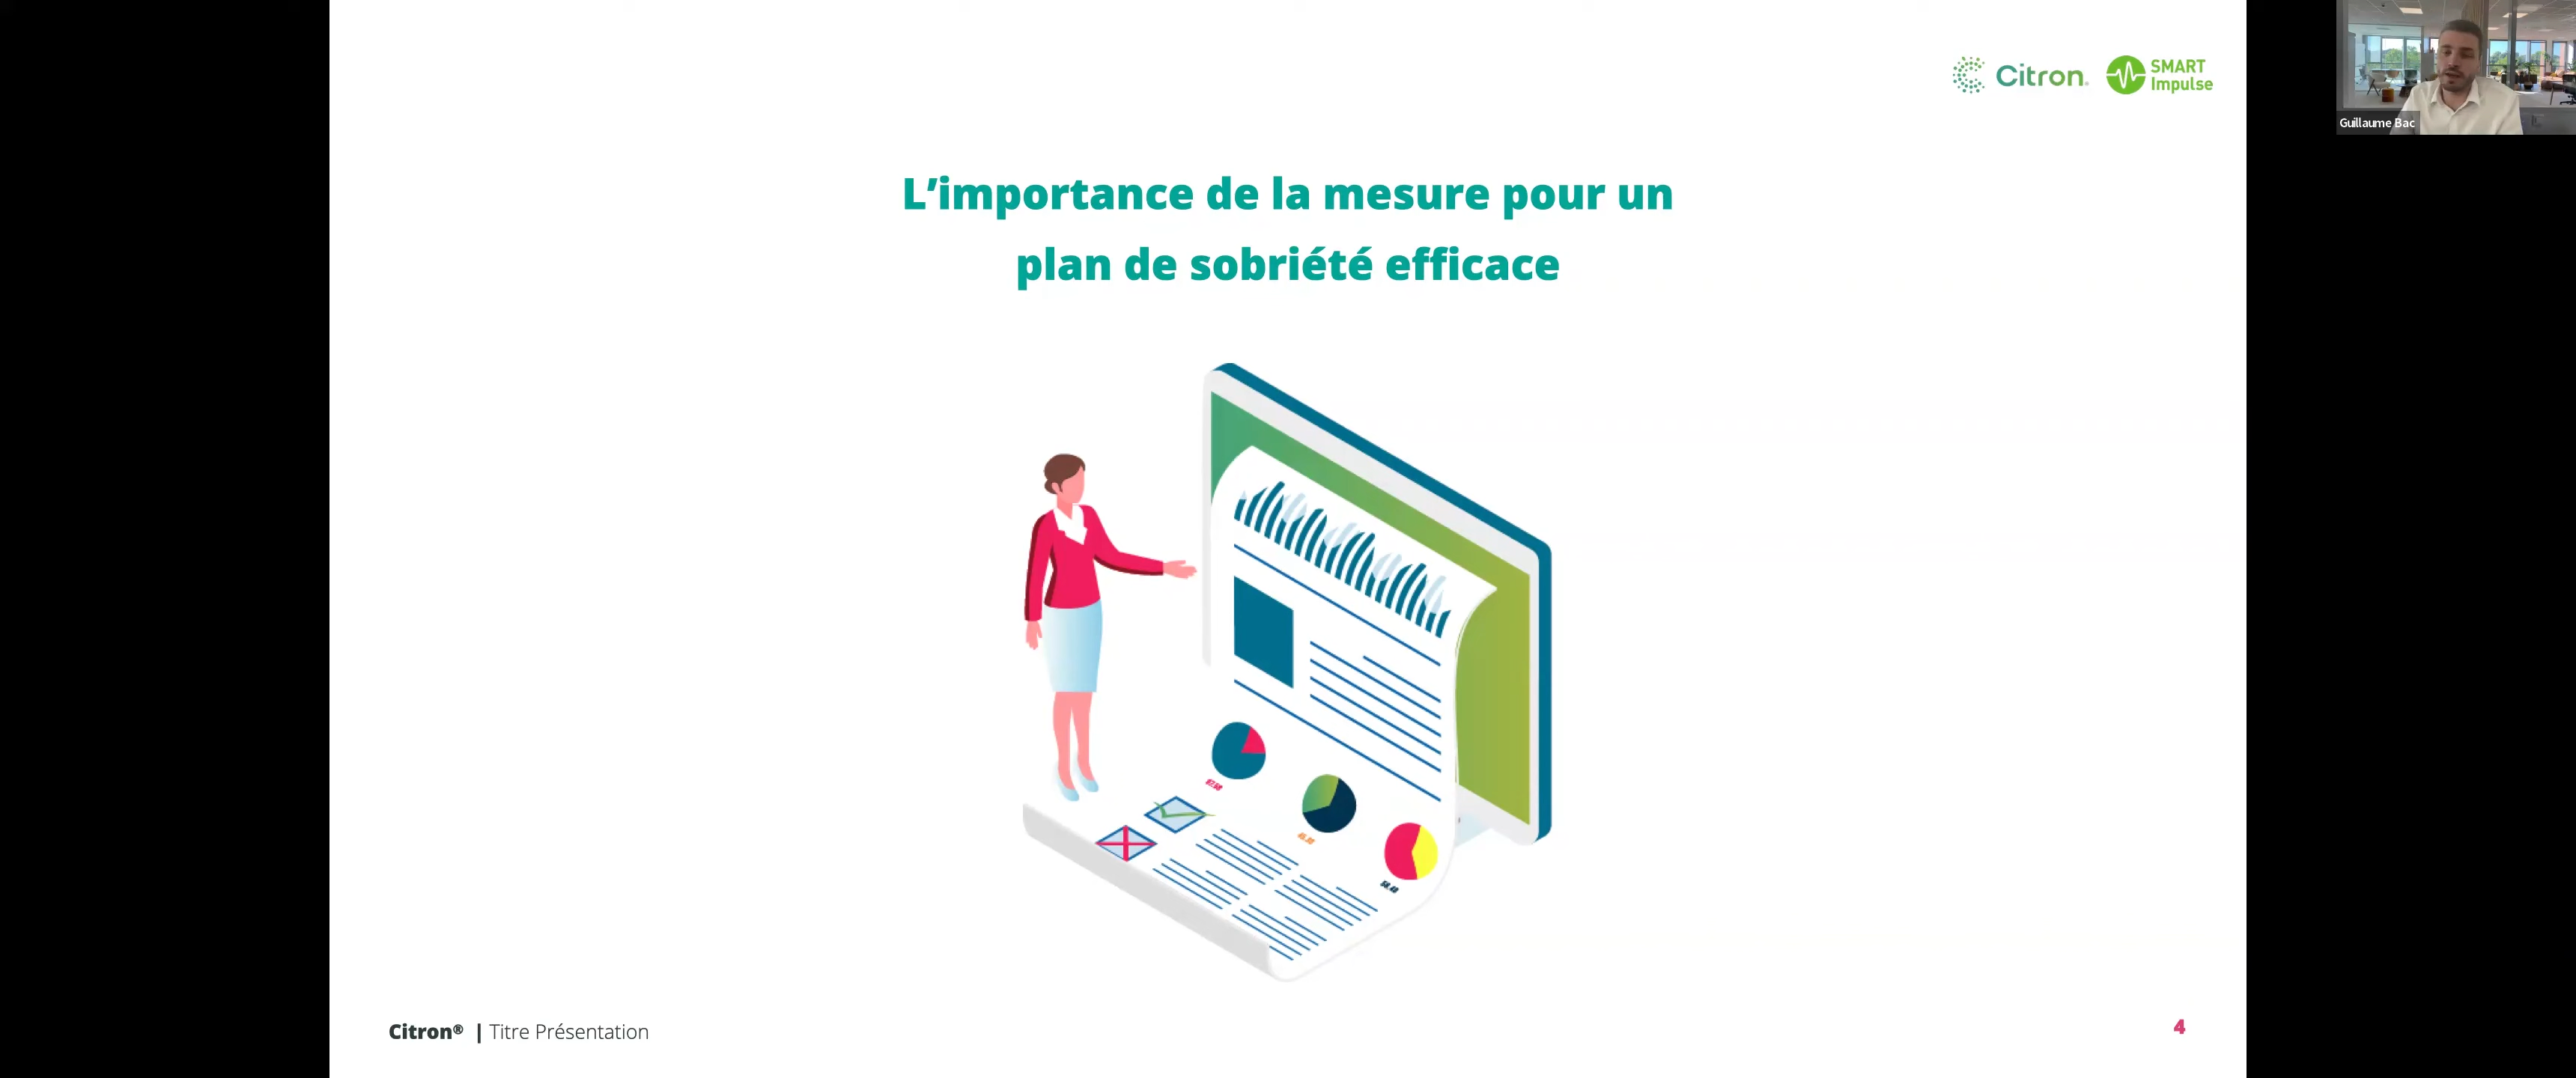 Citron®
SMART
Impulse
Guillaume Bac
L’importance de la mesure pour un
plan de sobriété efficace
Citron® | Titre Présentation
4